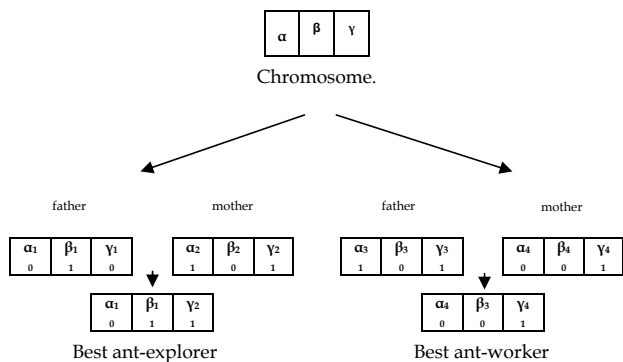 α β γ
Chromosome.
father mother father mother
α1 β1 γ1 α2 β2 γ2 α3 β3 γ3 α4 β4 γ4
0 1 0 1 0 1 1 0 1 0 0 1
α1 β1 γ2 α4 β3 γ4
0 1 1 0 0 1
Best ant-explorer Best ant-worker